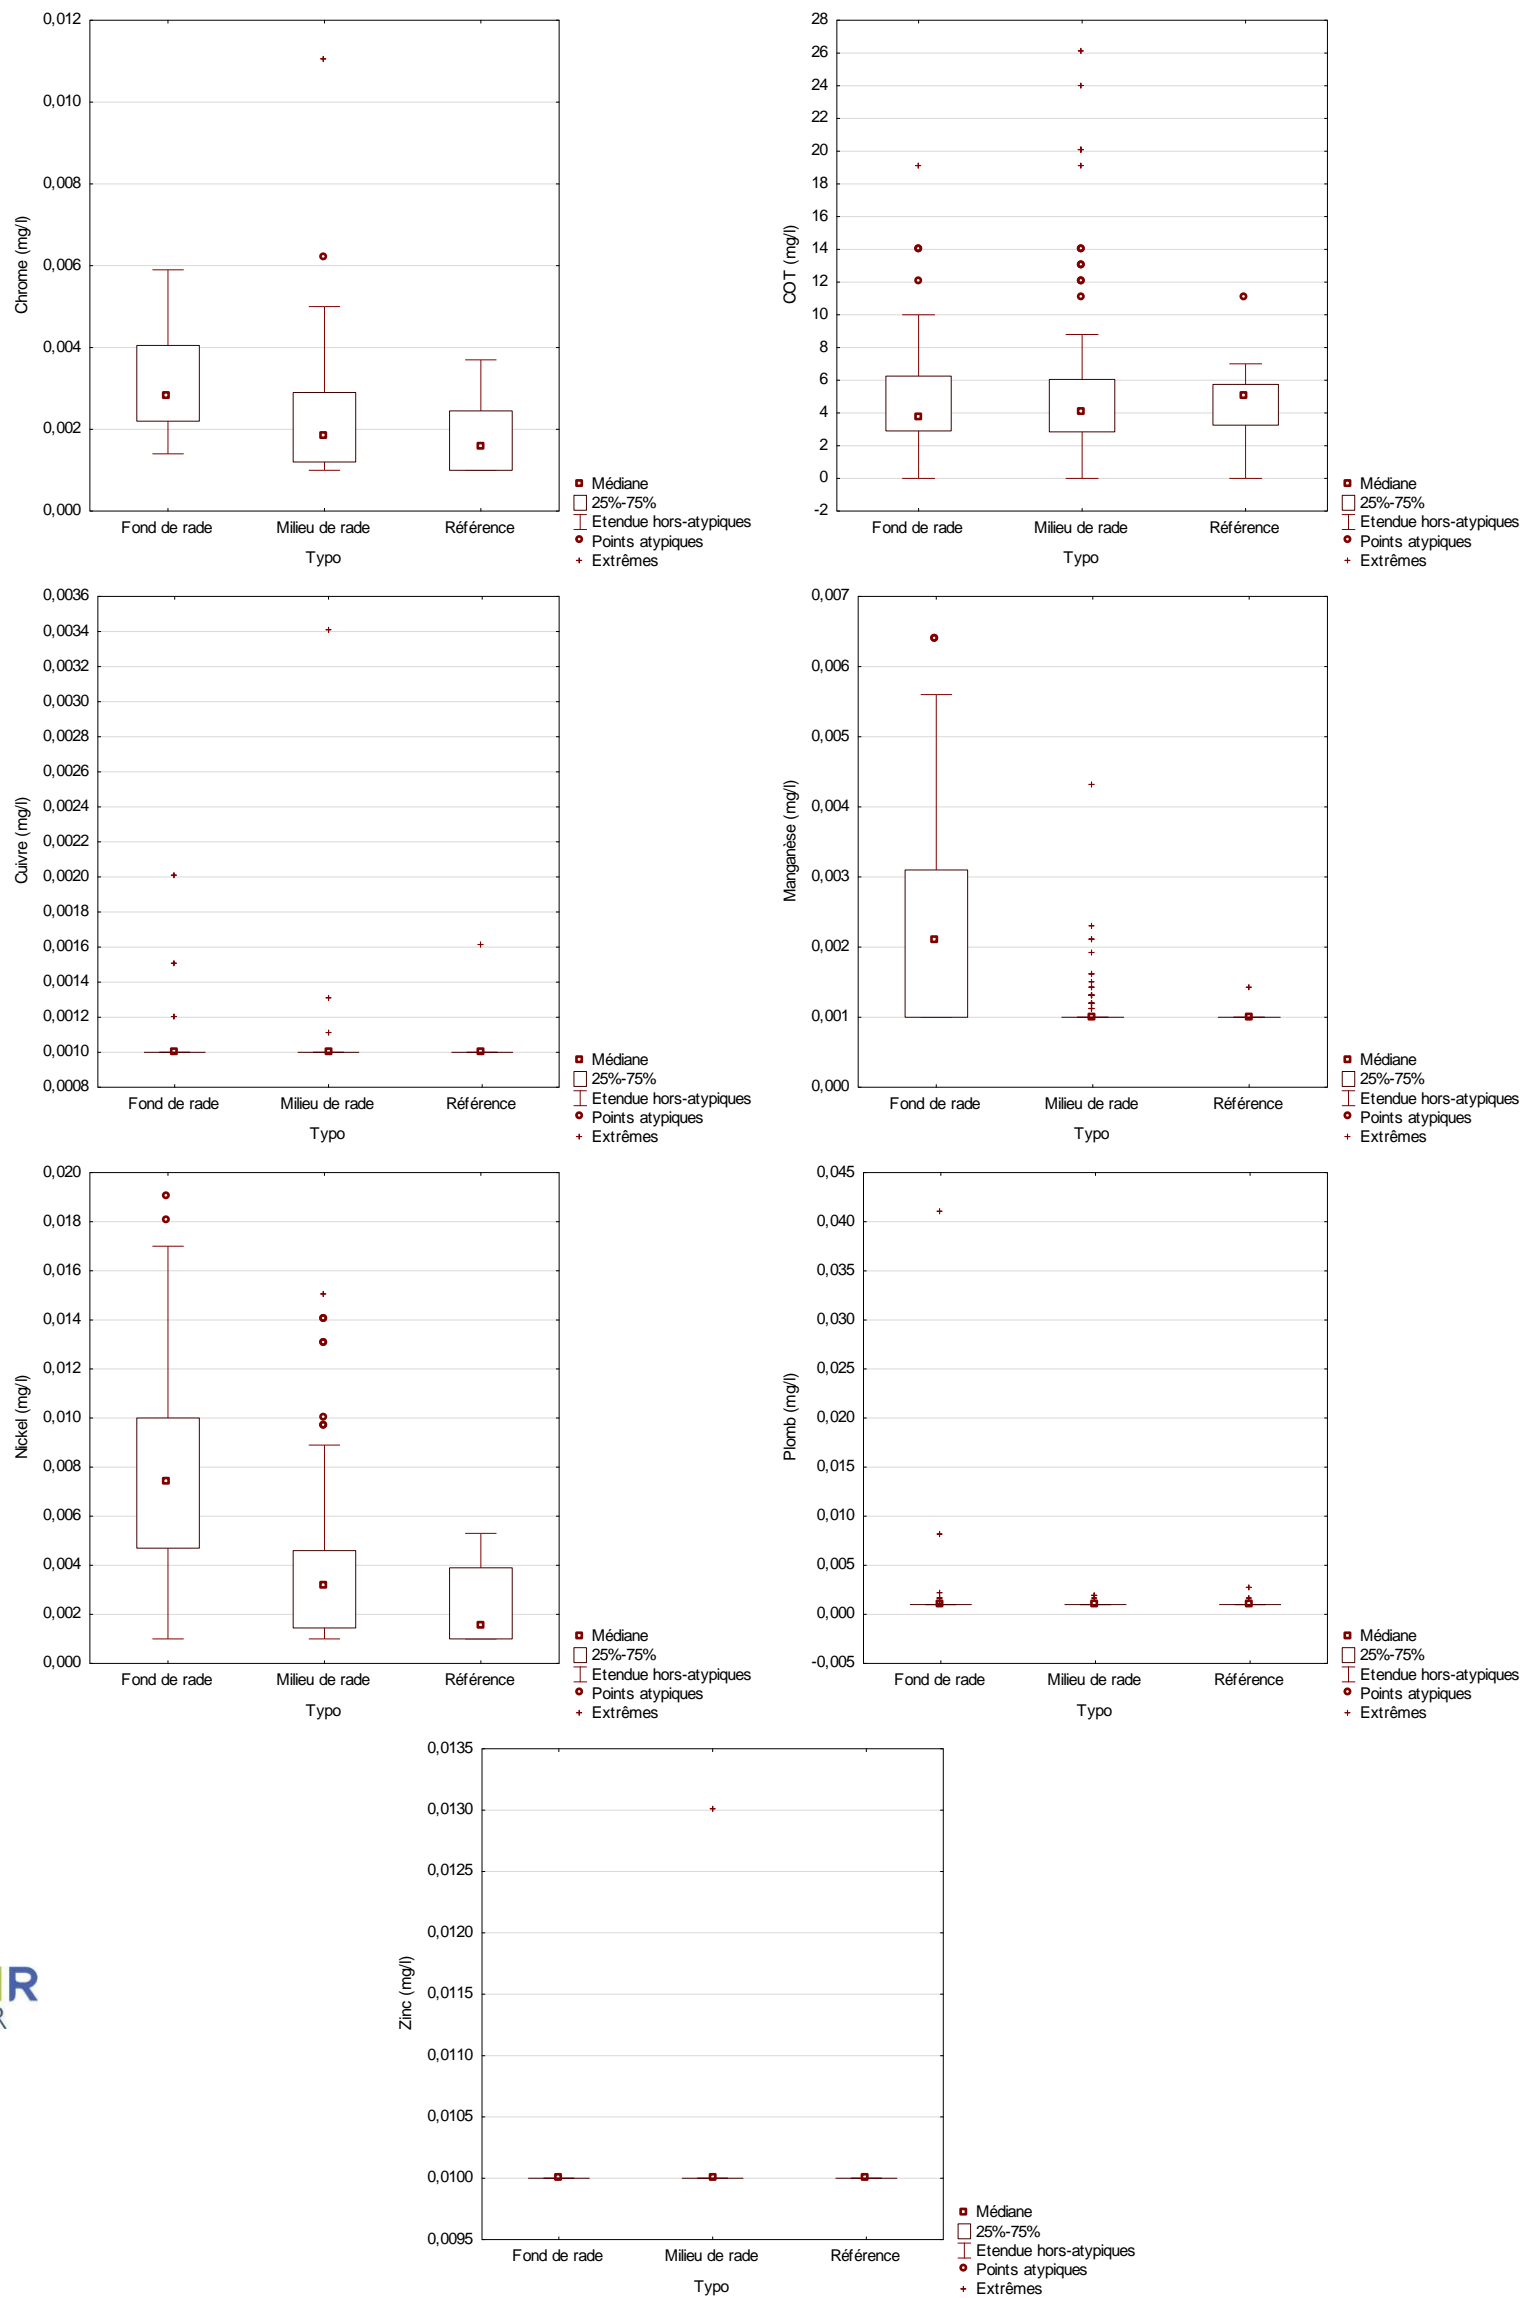 0,012
0,010
0,008
0,006
0,004
0,002
0,000
Chrome (mg/l)
Fond de rade Milieu de rade Référence
Typo
Médiane
25%-75%
Etendue hors-atypiques
Points atypiques
Extrêmes
28
26
24
22
20
18
16
14
12
10
8
6
4
2
0
-2
COT (mg/l)
Fond de rade Milieu de rade Référence
Typo
Médiane
25%-75%
Etendue hors-atypiques
Points atypiques
Extrêmes
0,0036
0,0034
0,0032
0,0030
0,0028
0,0026
0,0024
0,0022
0,0020
0,0018
0,0016
0,0014
0,0012
0,0010
0,0008
Cuivre (mg/l)
Fond de rade Milieu de rade Référence
Typo
Médiane
25%-75%
Etendue hors-atypiques
Points atypiques
Extrêmes
0,007
0,006
0,005
0,004
0,003
0,002
0,001
0,000
Manganèse (mg/l)
Fond de rade Milieu de rade Référence
Typo
Médiane
25%-75%
Etendue hors-atypiques
Points atypiques
Extrêmes
0,020
0,018
0,016
0,014
0,012
0,010
0,008
0,006
0,004
0,002
0,000
Nickel (mg/l)
Fond de rade Milieu de rade Référence
Typo
Médiane
25%-75%
Etendue hors-atypiques
Points atypiques
Extrêmes
0,045
0,040
0,035
0,030
0,025
0,020
0,015
0,010
0,005
0,000
-0,005
Plomb (mg/l)
Fond de rade Milieu de rade Référence
Typo
Médiane
25%-75%
Etendue hors-atypiques
Points atypiques
Extrêmes
0,0135
0,0130
0,0125
0,0120
0,0115
0,0110
0,0105
0,0100
0,0095
Zinc (mg/l)
Fond de rade Milieu de rade Référence
Typo
Médiane
25%-75%
Etendue hors-atypiques
Points atypiques
Extrêmes
R